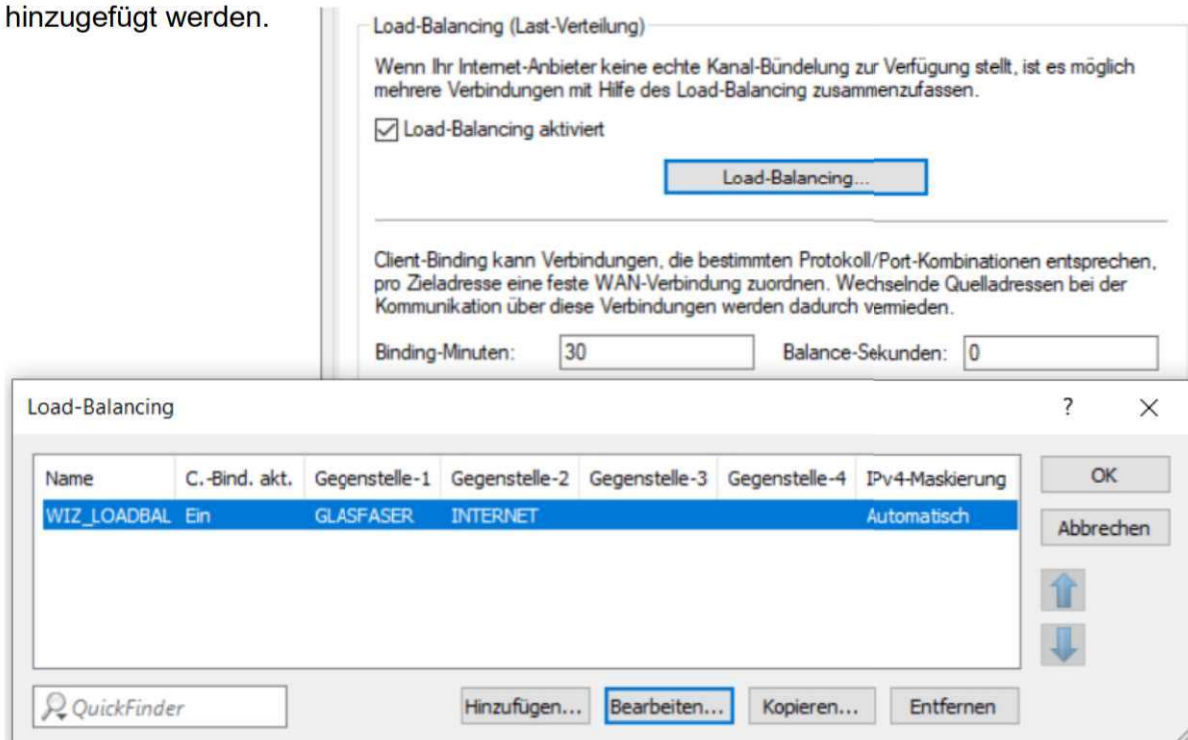 hinzugefügt werden.
Load-Balancing (Last-Verteilung)
Wenn Ihr Internet-Anbieter keine echte Kanal-Bündelung zur Verfügung stellt, ist es möglich
mehrere Verbindungen mit Hilfe des Load-Balancing zusammenzufassen.
Load-Balancing aktiviert
Load-Balancing...
Client-Binding kann Verbindungen, die bestimmten Protokoll/Port-Kombinationen entsprechen,
pro Zieladresse eine feste WAN-Verbindung zuordnen. Wechselnde Quelladressen bei der
Kommunikation über diese Verbindungen werden dadurch vermieden.
Binding-Minuten: 30 Balance-Sekunden: 0
Load-Balancing ? ×
Name C.-Bind. akt. Gegenstelle-1 Gegenstelle-2 Gegenstelle-3 Gegenstelle-4 IPv4-Maskierung
WIZ_LOADBAL Ein GLASFASER INTERNET Automatisch
OK
Abbrechen
QuickFinder
Hinzufügen... Bearbeiten... Kopieren... Entfernen